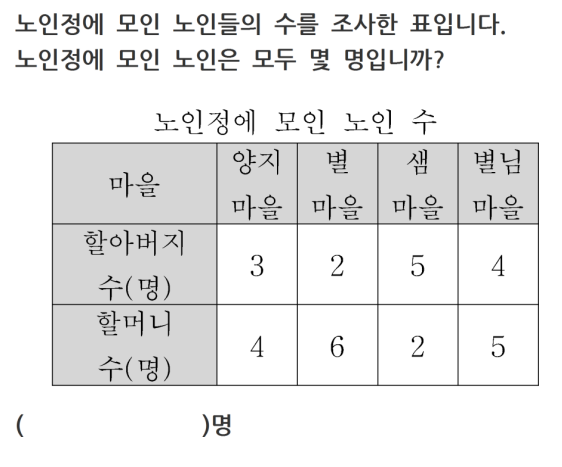 노인정에 모인 노인들의 수를 조사한 표입니다.
노인정에 모인 노인은 모두 몇 명입니까?
노인정에 모인 노인 수
마을 양지 마을 별 마을 샘 마을 별님 마을
할아버지 수(명) 3 2 5 4
할머니 수(명) 4 6 2 5
( )명